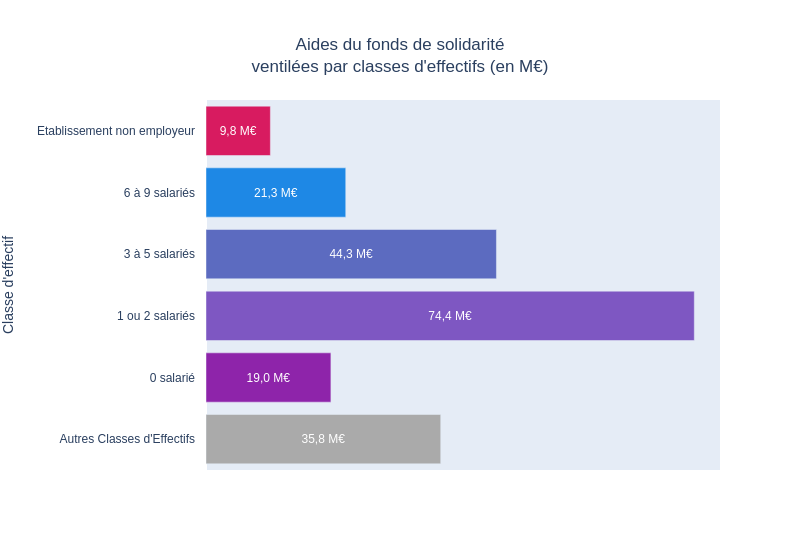 Aides du fonds de solidarité
ventilées par classes d'effectifs (en M€)
Classe d'effectif
Etablissement non employeur
9,8 M€
6 à 9 salariés
21,3 M€
3 à 5 salariés
44,3 M€
1 ou 2 salariés
74,4 M€
0 salarié
19,0 M€
Autres Classes d'Effectifs
35,8 M€